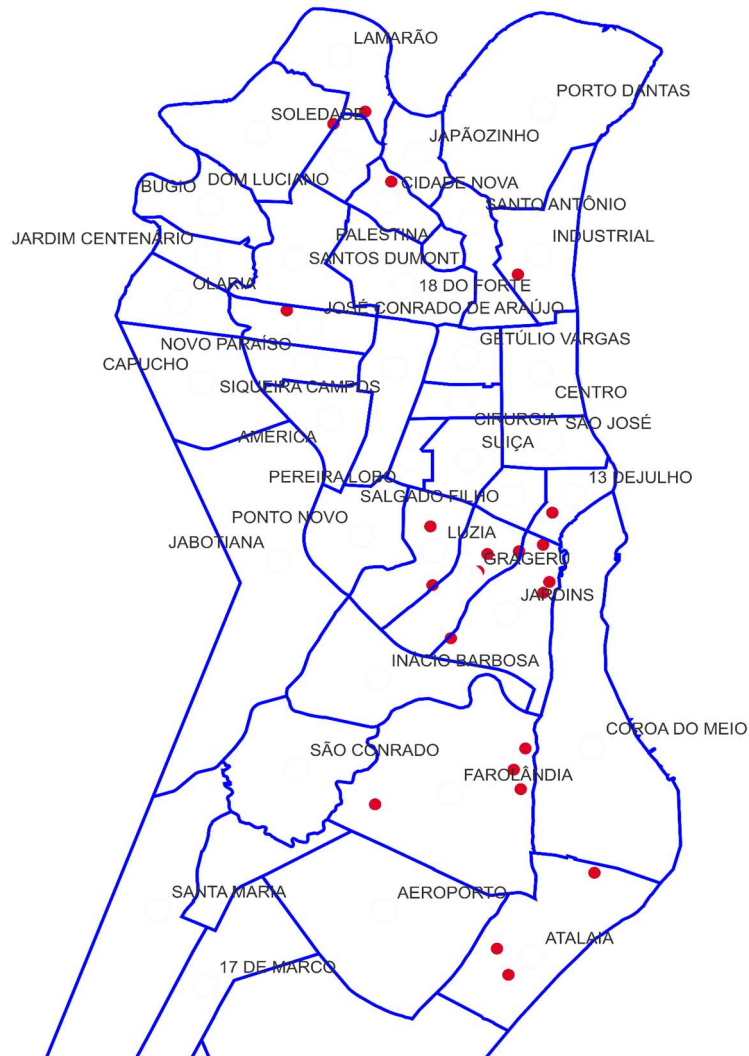 LAMARÃO
PORTO DANTAS
SOLEDADE
JAPÃOZINHO
BUGIO
DOM LUCIANO
CIDADE NOVA
SANTO ANTÔNIO
JARDIM CENTENÁRIO
PALESTINA
INDUSTRIAL
SANTOS DUMONT
OLARIA
18 DO FORTE
JOSÉ CONRADO DE ARAÚJO
NOVO PARAÍSO
GETÚLIO VARGAS
CAPUCHO
SIQUEIRA CAMPOS
CENTRO
CIRURGIA
SÃO JOSÉ
AMÉRICA
SUIÇA
PEREIRA LOBO
13 DEJULHO
SALGADO FILHO
PONTO NOVO
LUZIA
JABOTIANA
GRAGERU
JARDINS
INÁCIO BARBOSA
COROA DO MEIO
SÃO CONRADO
FAROLÂNDIA
SANTA MARIA
AEROPORTO
ATALAIA
17 DE MARCO